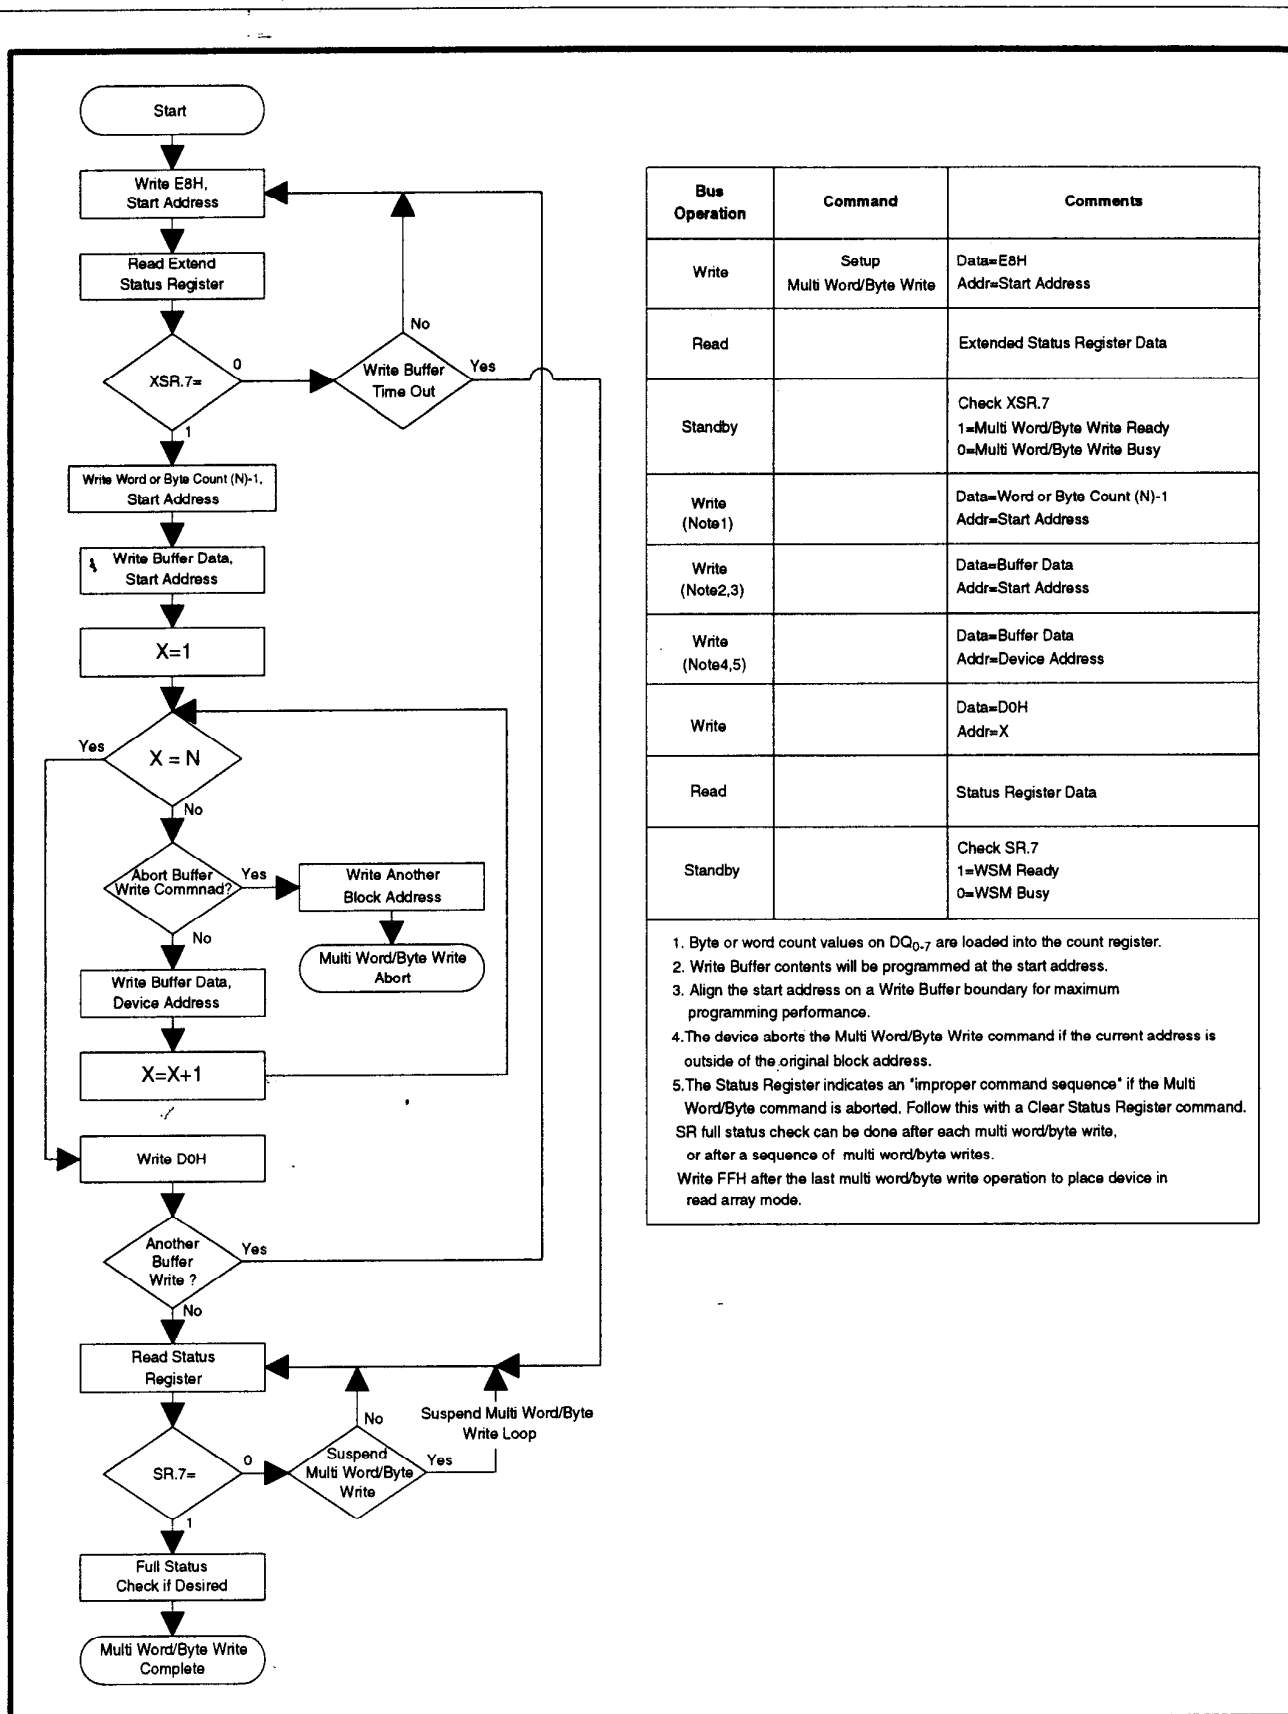 Start
Write E8H,
Start Address
Read Extend
Status Register
XSR.7=
0
1
Write Buffer
Time Out
No
Yes
Write Word or Byte Count (N)-1,
Start Address
Write Buffer Data,
Start Address
X=1
X = N
Yes
No
Abort Buffer
Write Commnad?
Yes
No
Write Another
Block Address
Multi Word/Byte Write
Abort
Write Buffer Data,
Device Address
X=X+1
Write D0H
Another
Buffer
Write ?
Yes
No
Read Status
Register
SR.7=
0
1
Suspend
Multi Word/Byte
Write
No
Yes
Suspend Multi Word/Byte
Write Loop
Full Status
Check if Desired
Multi Word/Byte Write
Complete
Bus
Operation
Command
Comments
Write
Setup
Multi Word/Byte Write
Data=E8H
Addr=Start Address
Read
Extended Status Register Data
Standby
Check XSR.7
1=Multi Word/Byte Write Ready
0=Multi Word/Byte Write Busy
Write
(Note1)
Data=Word or Byte Count (N)-1
Addr=Start Address
Write
(Note2,3)
Data=Buffer Data
Addr=Start Address
Write
(Note4,5)
Data=Buffer Data
Addr=Device Address
Write
Data=D0H
Addr=X
Read
Status Register Data
Standby
Check SR.7
1=WSM Ready
0=WSM Busy
1. Byte or word count values on DQ0-7 are loaded into the count register.
2. Write Buffer contents will be programmed at the start address.
3. Align the start address on a Write Buffer boundary for maximum
programming performance.
4.The device aborts the Multi Word/Byte Write command if the current address is
outside of the original block address.
5.The Status Register indicates an "improper command sequence" if the Multi
Word/Byte command is aborted. Follow this with a Clear Status Register command.
SR full status check can be done after each multi word/byte write,
or after a sequence of multi word/byte writes.
Write FFH after the last multi word/byte write operation to place device in
read array mode.